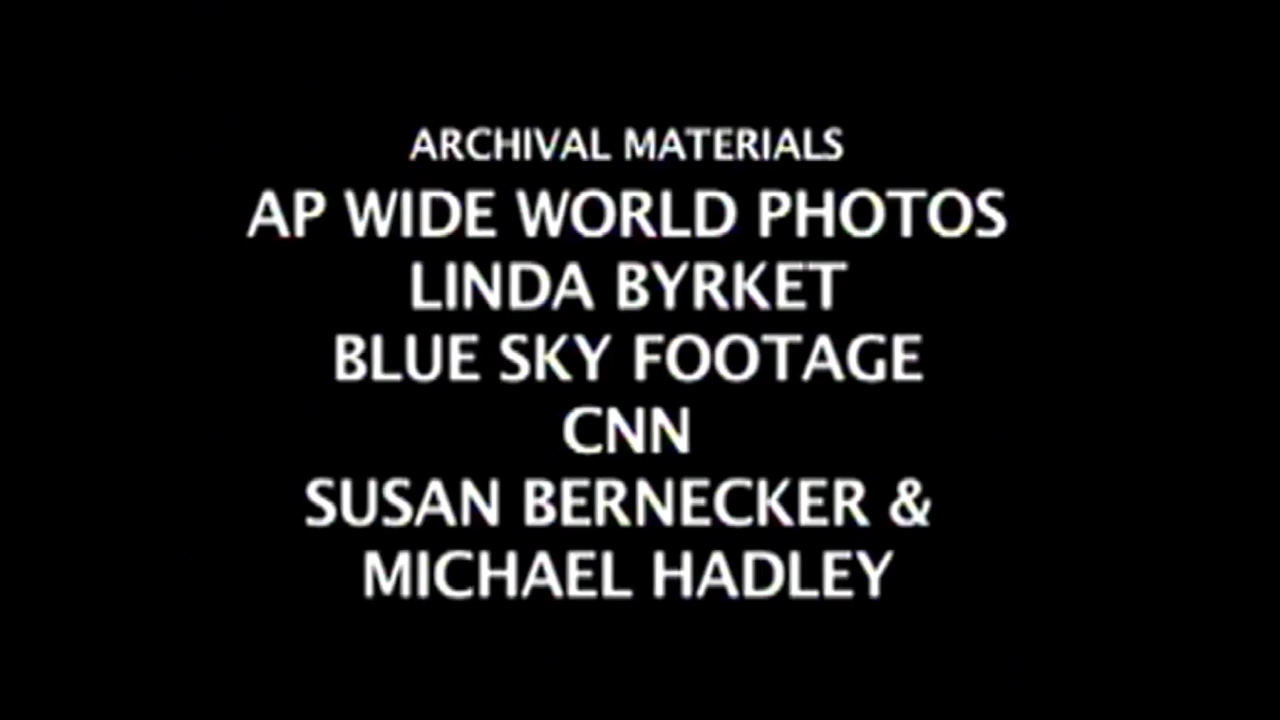 ARCHIVAL MATERIALS
AP WIDE WORLD PHOTOS
LINDA BYRKET
BLUE SKY FOOTAGE
CNN
SUSAN BERNECKER &
MICHAEL HADLEY